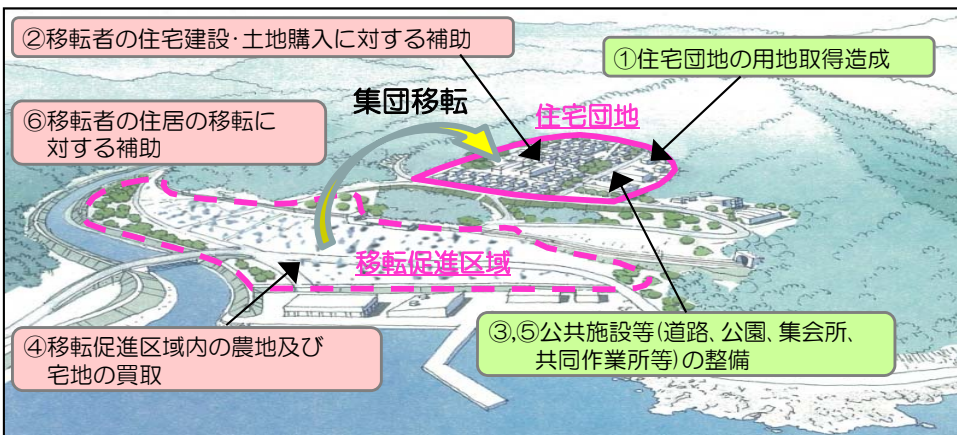 ②移転者の住宅建設・土地購入に対する補助
①住宅団地の用地取得造成
集団移転
住宅団地
⑥移転者の住居の移転に
対する補助
移転促進区域
④移転促進区域内の農地及び
宅地の買取
③,⑤公共施設等(道路、公園、集会所、
共同作業所等)の整備